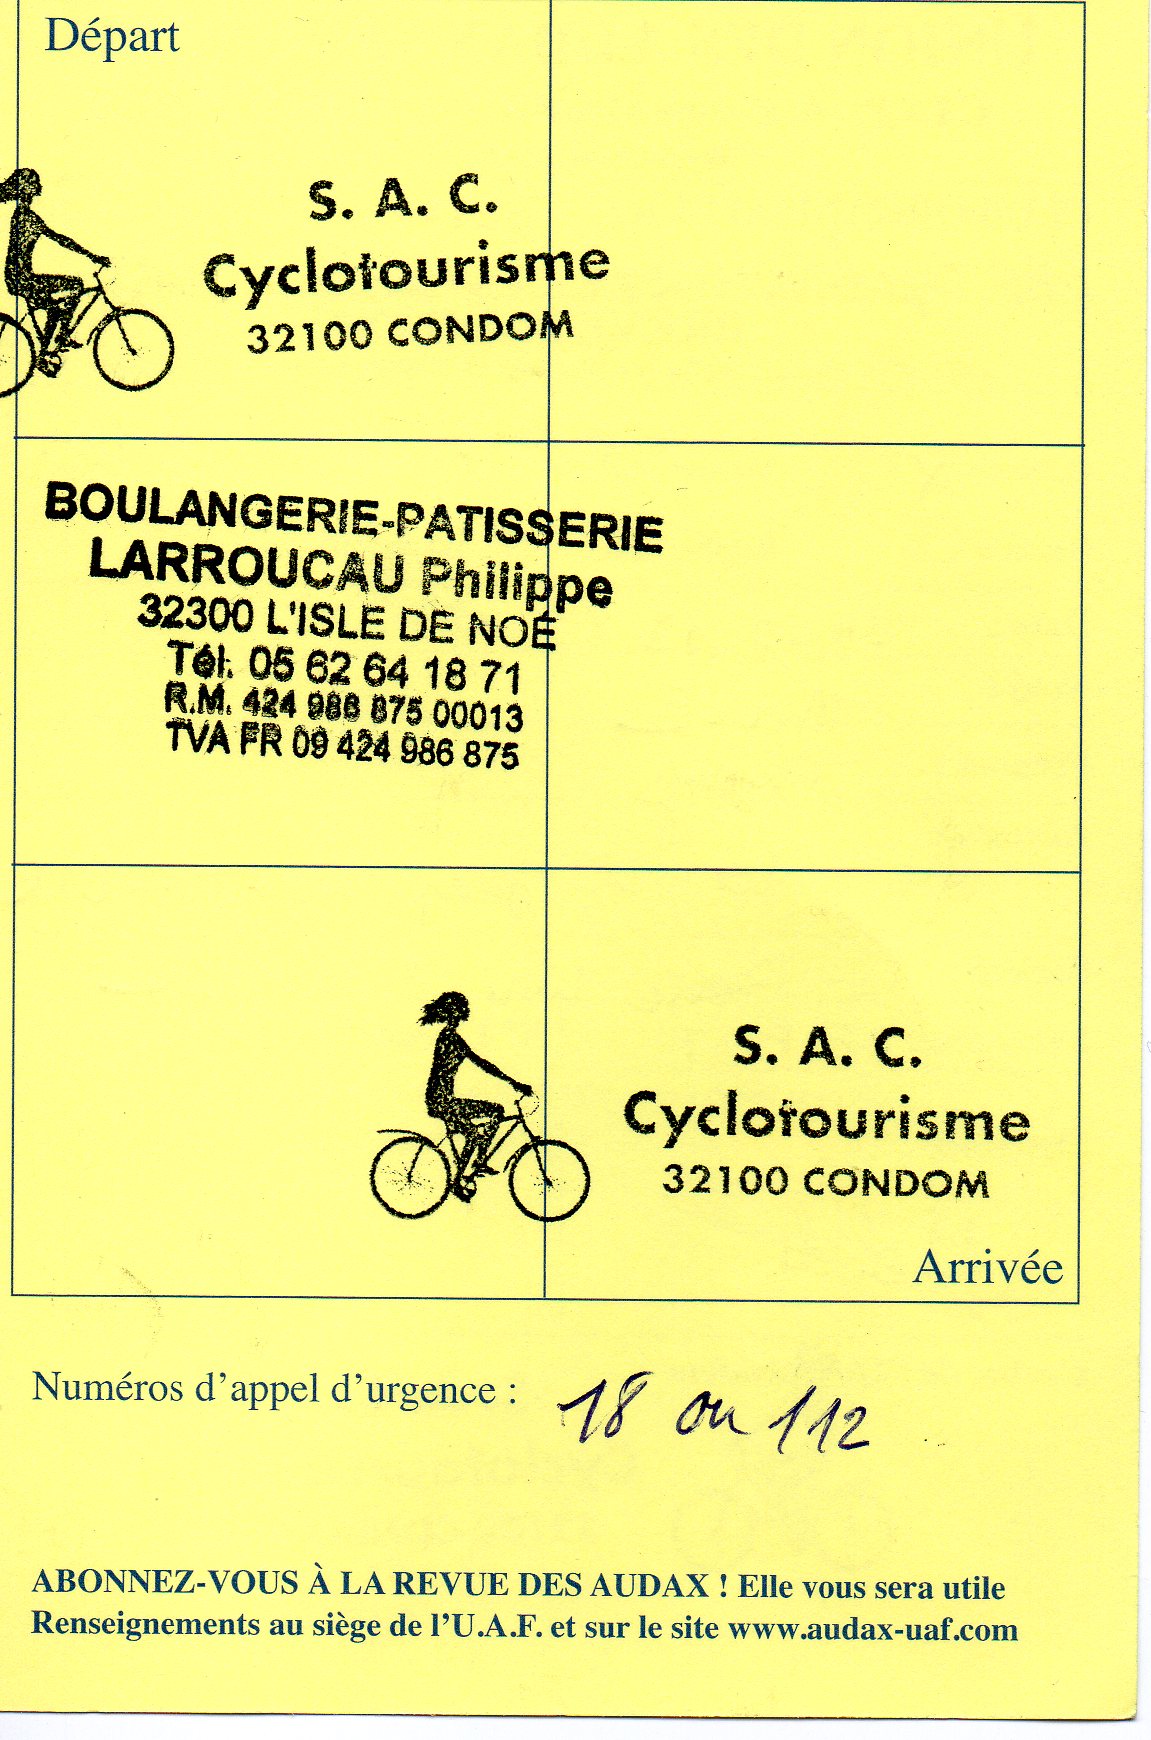 Départ
S. A. C.
Cyclotourisme
32100 CONDOM
BOULANGERIE-PATISSERIE
LARROUCAU Philippe
32300 L'ISLE DE NOÉ
Tél. 05 62 64 18 71
R.M. 424 986 875 00013
TVA FR 09 424 986 875
S. A. C.
Cyclotourisme
32100 CONDOM
Arrivée
Numéros d'appel d'urgence : 18 ou 112
ABONNEZ-VOUS À LA REVUE DES AUDAX ! Elle vous sera utile
Renseignements au siège de l'U.A.F. et sur le site www.audax-uaf.com